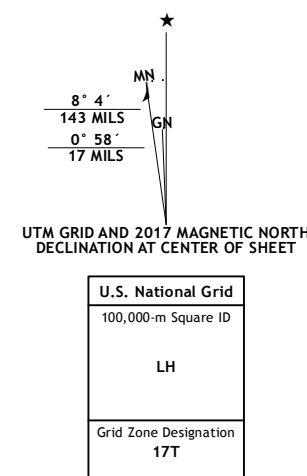 ★
MN
8° 4´
143 MILS
GN
0° 58´
17 MILS
UTM GRID AND 2017 MAGNETIC NORTH
DECLINATION AT CENTER OF SHEET
U.S. National Grid
100,000-m Square ID
LH
Grid Zone Designation
17T